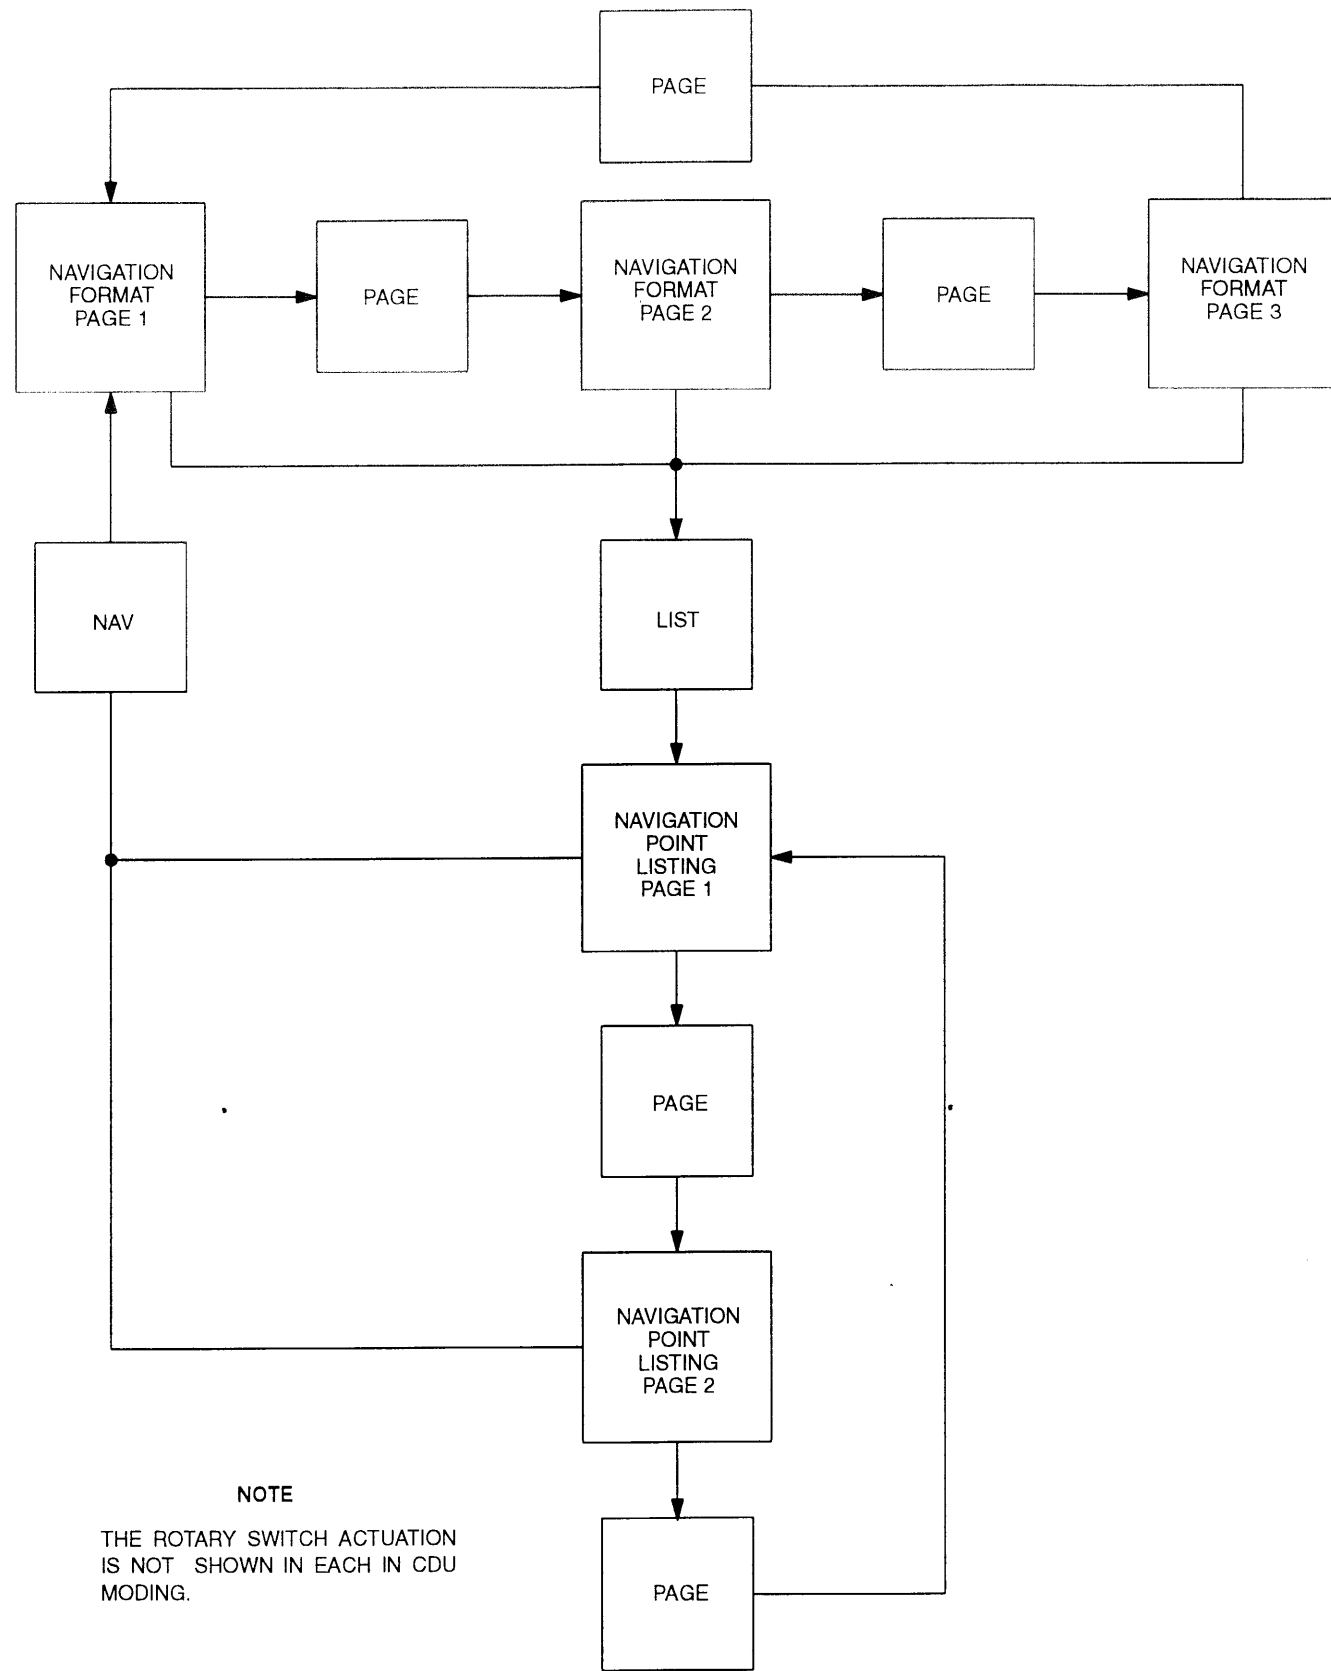 PAGE
NAVIGATION
FORMAT
PAGE 1
PAGE
NAVIGATION
FORMAT
PAGE 2
PAGE
NAVIGATION
FORMAT
PAGE 3
NAV
LIST
NAVIGATION
POINT
LISTING
PAGE 1
PAGE
NAVIGATION
POINT
LISTING
PAGE 2
NOTE
THE ROTARY SWITCH ACTUATION
IS NOT SHOWN IN EACH IN CDU
MODING.
PAGE